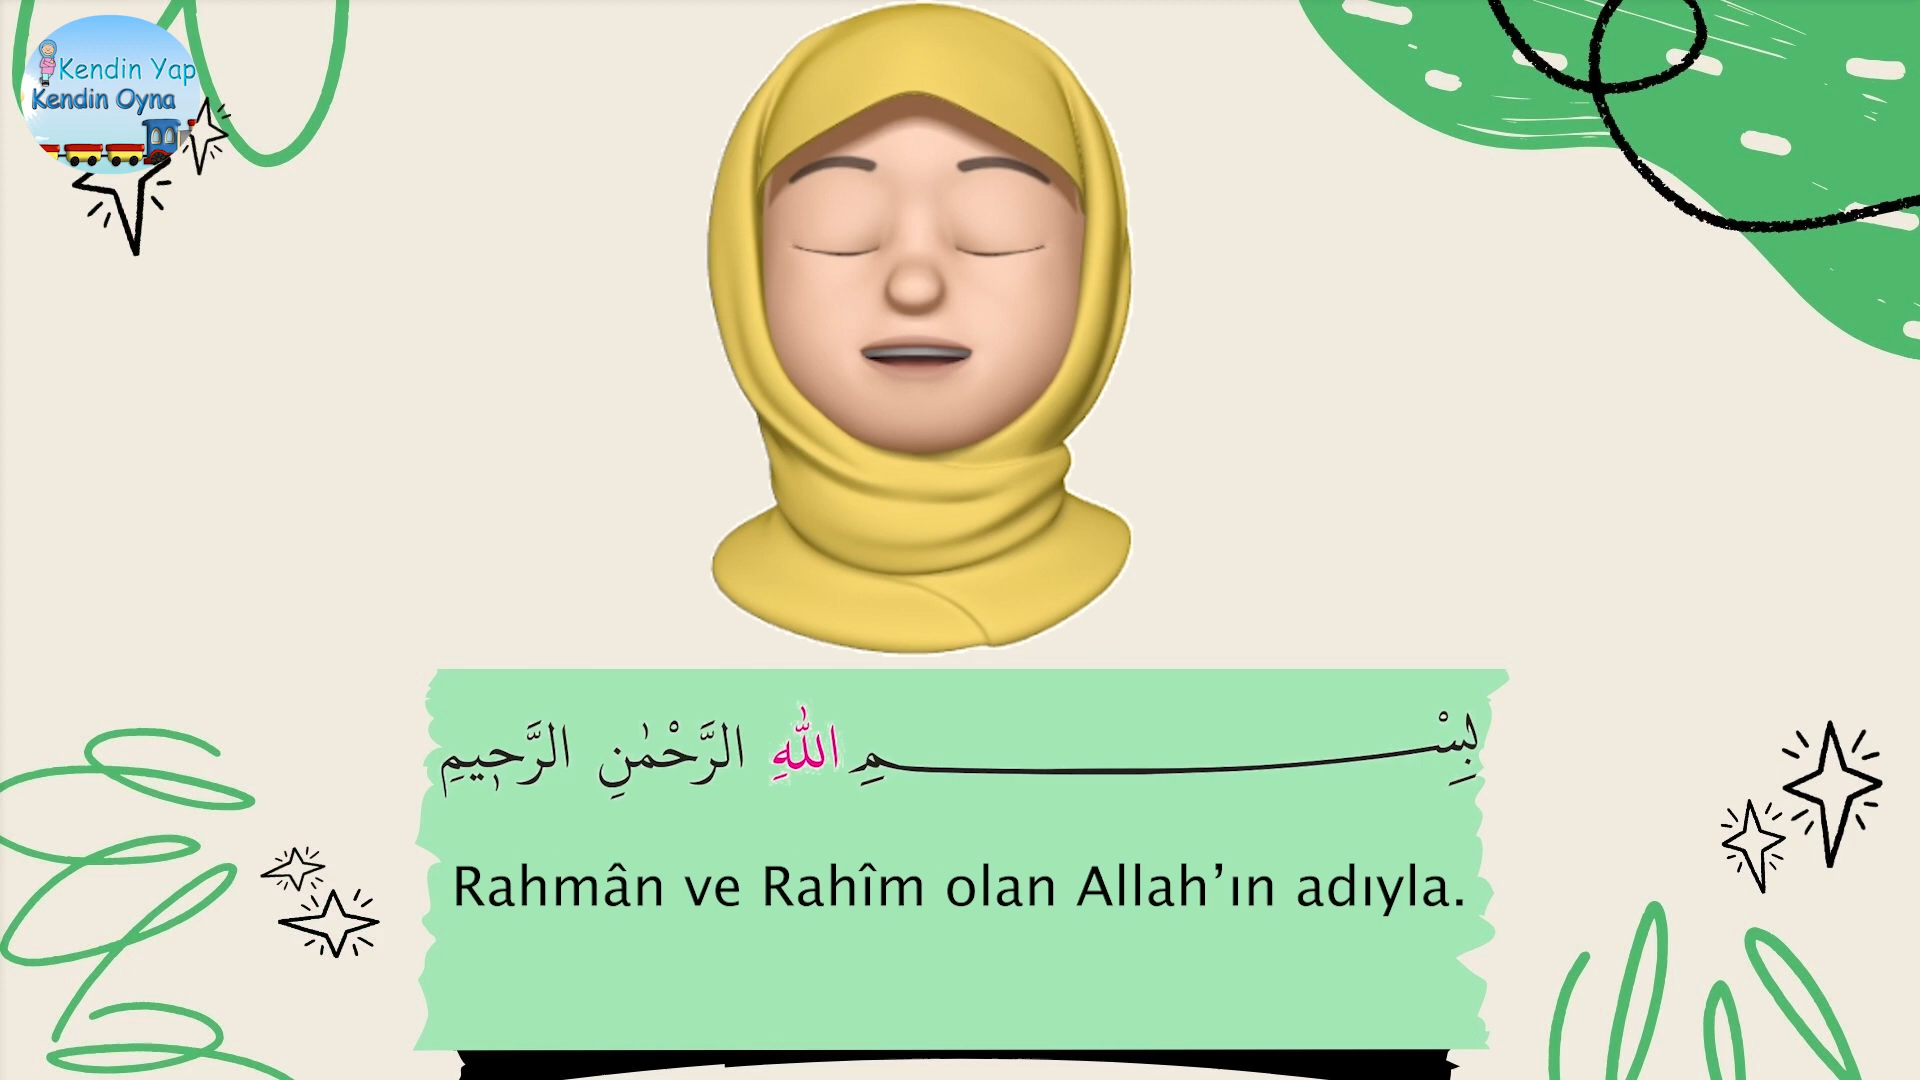 Kendin Yap
Kendin Oyna
بِسْمِ اللّٰهِ الرَّحْمٰنِ الرَّح۪يمِ
Rahmân ve Rahîm olan Allah’ın adıyla.